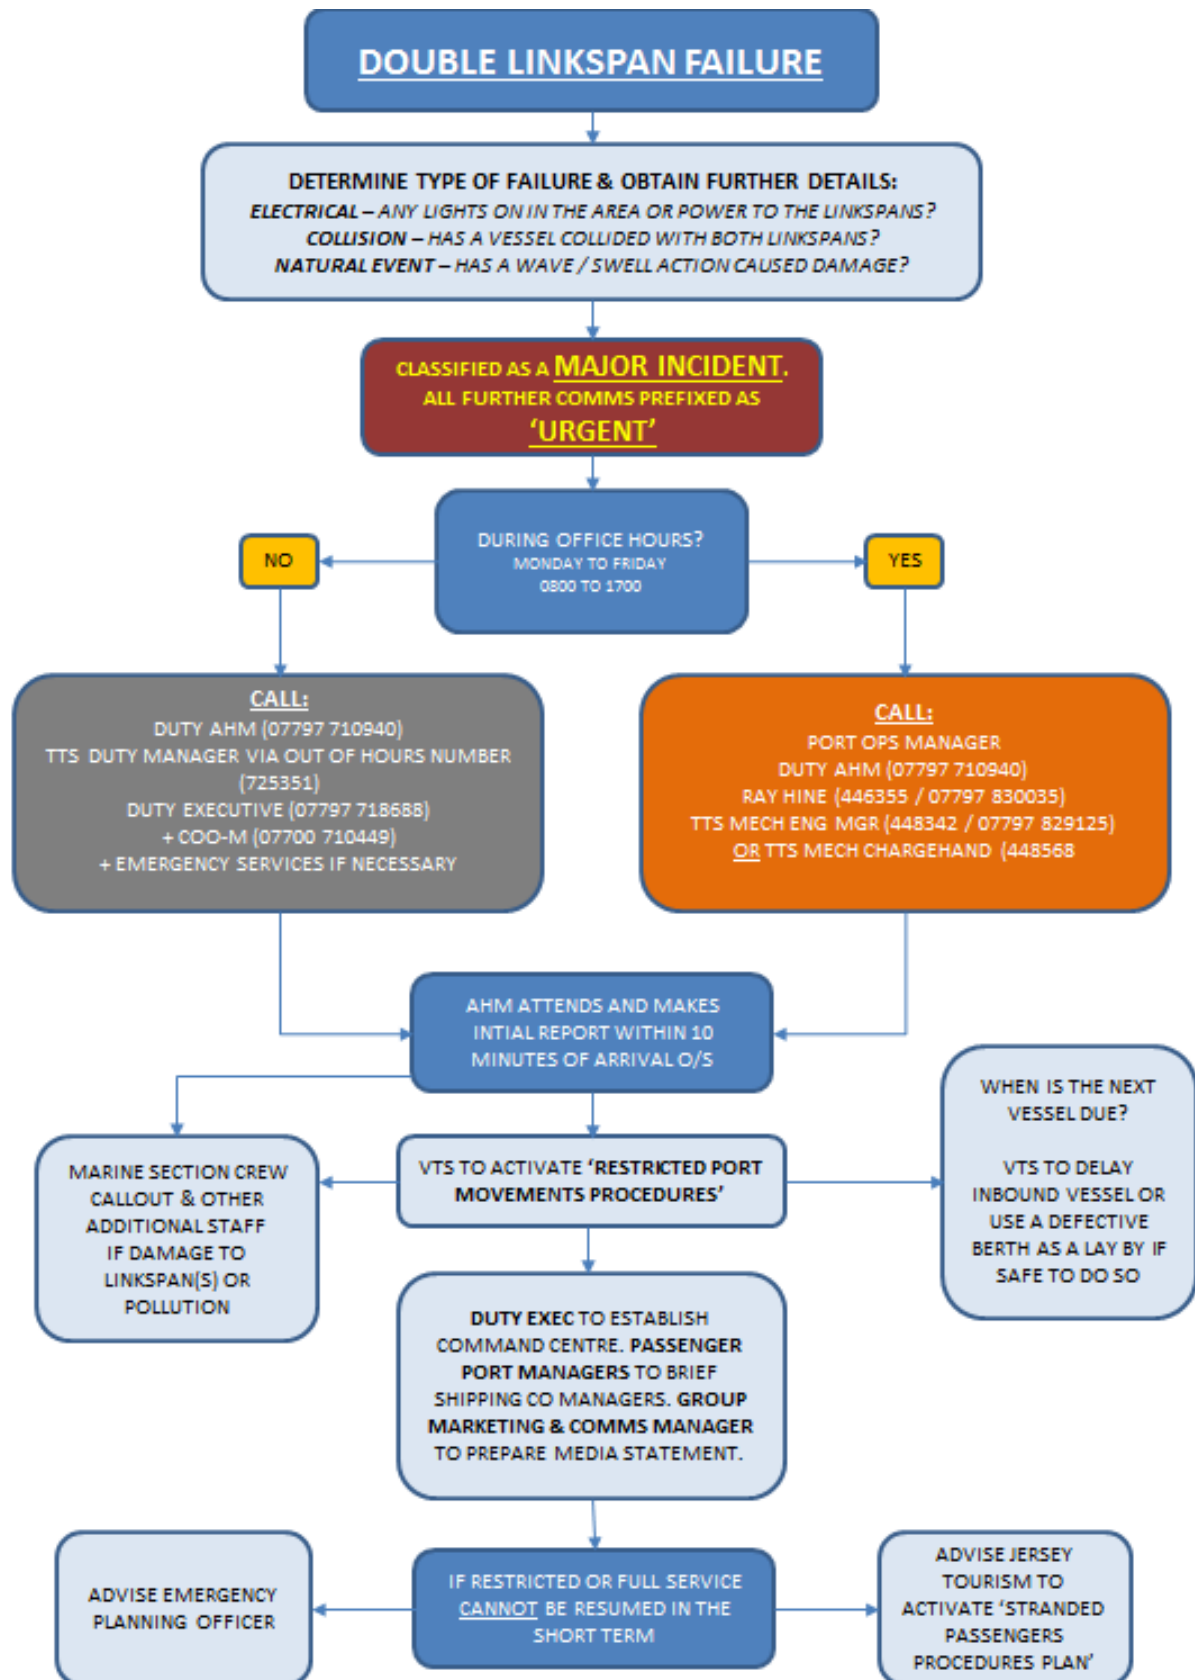 DOUBLE LINKSPAN FAILURE
DETERMINE TYPE OF FAILURE & OBTAIN FURTHER DETAILS:
ELECTRICAL – ANY LIGHTS ON IN THE AREA OR POWER TO THE LINKSPANS?
COLLISION – HAS A VESSEL COLLIDED WITH BOTH LINKSPANS?
NATURAL EVENT – HAS A WAVE / SWELL ACTION CAUSED DAMAGE?
CLASSIFIED AS A MAJOR INCIDENT.
ALL FURTHER COMMS PREFIXED AS
‘URGENT’
DURING OFFICE HOURS?
MONDAY TO FRIDAY
0800 TO 1700
NO
YES
CALL:
DUTY AHM (07797 710940)
TTS DUTY MANAGER VIA OUT OF HOURS NUMBER
(725351)
DUTY EXECUTIVE (07797 718688)
+ COO-M (07700 710449)
+ EMERGENCY SERVICES IF NECESSARY
CALL:
PORT OPS MANAGER
DUTY AHM (07797 710940)
RAY HINE (446355 / 07797 830035)
TTS MECH ENG MGR (448342 / 07797 829125)
OR TTS MECH CHARGEHAND (448568
AHM ATTENDS AND MAKES
INTIAL REPORT WITHIN 10
MINUTES OF ARRIVAL O/S
MARINE SECTION CREW
CALLOUT & OTHER
ADDITIONAL STAFF
IF DAMAGE TO
LINKSPAN(S) OR
POLLUTION
VTS TO ACTIVATE ‘RESTRICTED PORT
MOVEMENTS PROCEDURES’
WHEN IS THE NEXT
VESSEL DUE?
VTS TO DELAY
INBOUND VESSEL OR
USE A DEFECTIVE
BERTH AS A LAY BY IF
SAFE TO DO SO
DUTY EXEC TO ESTABLISH
COMMAND CENTRE. PASSENGER
PORT MANAGERS TO BRIEF
SHIPPING CO MANAGERS. GROUP
MARKETING & COMMS MANAGER
TO PREPARE MEDIA STATEMENT.
ADVISE EMERGENCY
PLANNING OFFICER
IF RESTRICTED OR FULL SERVICE
CANNOT BE RESUMED IN THE
SHORT TERM
ADVISE JERSEY
TOURISM TO
ACTIVATE ‘STRANDED
PASSENGERS
PROCEDURES PLAN’